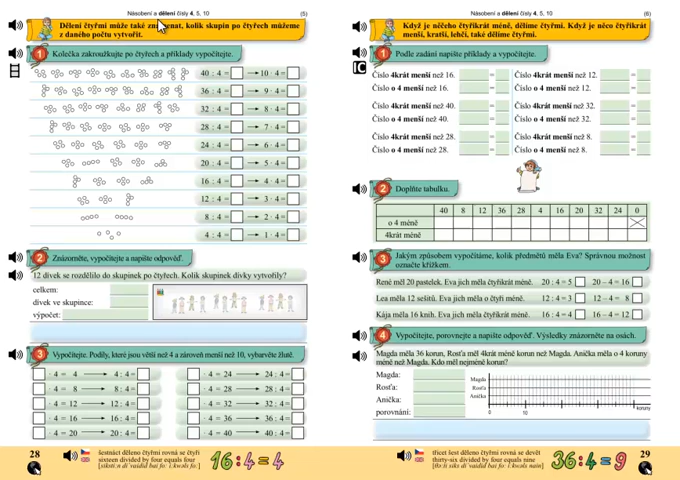 Násobení a dělení čísly 4, 5, 10
(5)
Dělení čtyřmi může také znamenat, kolik skupin po čtyřech můžeme
z daného počtu vytvořit.
1 Kolečka zakroužkujte po čtyřech a příklady vypočítejte.
40 : 4 = 10 · 4 =
36 : 4 = 9 · 4 =
32 : 4 = 8 · 4 =
28 : 4 = 7 · 4 =
24 : 4 = 6 · 4 =
20 : 4 = 5 · 4 =
16 : 4 = 4 · 4 =
12 : 4 = 3 · 4 =
8 : 4 = 2 · 4 =
4 : 4 = 1 · 4 =
2 Znázorněte, vypočítejte a napište odpověď.
12 dívek se rozdělilo do skupinek po čtyřech. Kolik skupinek dívky vytvořily?
celkem:
dívek ve skupince:
výpočet:
3 Vypočítejte. Podíly, které jsou větší než 4 a zároveň menší než 10, vybarvěte žlutě.
· 4 = 4 4 : 4 = · 4 = 24 24 : 4 =
· 4 = 8 8 : 4 = · 4 = 28 28 : 4 =
· 4 = 12 12 : 4 = · 4 = 32 32 : 4 =
· 4 = 16 16 : 4 = · 4 = 36 36 : 4 =
· 4 = 20 20 : 4 = · 4 = 40 40 : 4 =
28
šestnáct děleno čtyřmi rovná se čtyři
sixteen divided by four equals four
16:4=4
Násobení a dělení čísly 4, 5, 10
(6)
Když je něčeho čtyřikrát méně, dělíme čtyřmi. Když je něco čtyřikrát
menší, kratší, lehčí, také dělíme čtyřmi.
1 Podle zadání napište příklady a vypočítejte.
Číslo 4krát menší než 16. = Číslo 4krát menší než 12. =
Číslo o 4 menší než 16. = Číslo o 4 menší než 12. =
Číslo 4krát menší než 40. = Číslo 4krát menší než 32. =
Číslo o 4 menší než 40. = Číslo o 4 menší než 32. =
Číslo 4krát menší než 28. = Číslo 4krát menší než 8. =
Číslo o 4 menší než 28. = Číslo o 4 menší než 8. =
2 Doplňte tabulku.
40 8 12 36 28 4 16 20 32 24 0
o 4 méně
4krát méně
3 Jakým způsobem vypočítáme, kolik předmětů měla Eva? Správnou možnost
označte křížkem.
René měl 20 pastelek. Eva jich měla čtyřikrát méně. 20 : 4 = 5 20 – 4 = 16
Lea měla 12 sešitů. Eva jich měla o čtyři méně. 12 : 4 = 3 12 – 4 = 8
Kája měla 16 knih. Eva jich měla čtyřikrát méně. 16 : 4 = 4 16 – 4 = 12
4 Vypočítejte, porovnejte a napište odpověď. Výsledky znázorněte na osách.
Magda měla 36 korun, Rosťa měl 4krát méně korun než Magda. Anička měla o 4 koruny
méně než Magda. Kdo měl nejméně korun?
Magda:
Rosťa:
Anička:
porovnání:
Magda
Rosťa
Anička
0 10 koruny
třicet šest děleno čtyřmi rovná se devět
thirty-six divided by four equals nine
36:4=9
29